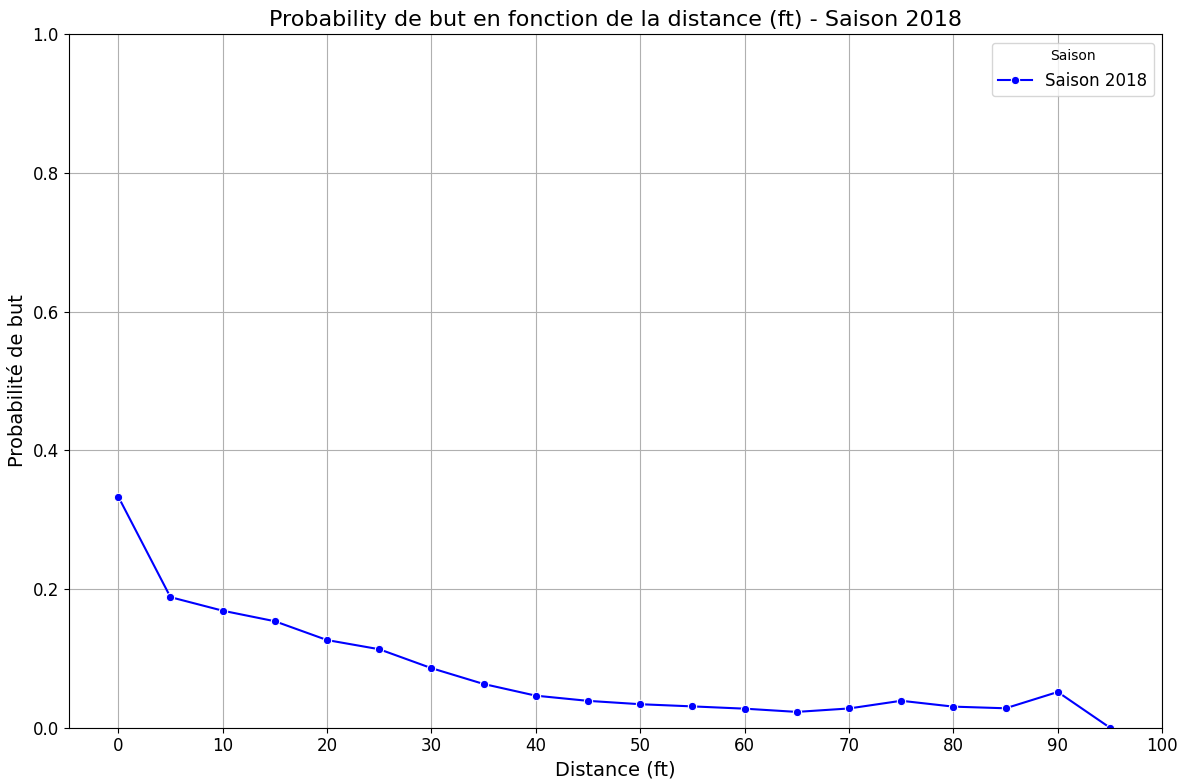 Probability de but en fonction de la distance (ft) - Saison 2018
Saison
Saison 2018
Probabilité de but
1.0
0.8
0.6
0.4
0.2
0.0
0 10 20 30 40 50 60 70 80 90 100
Distance (ft)